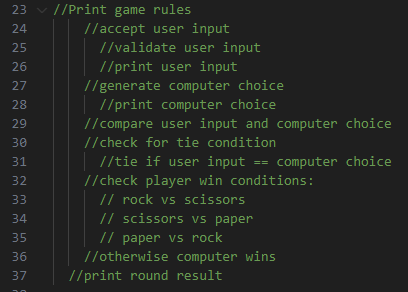 23 //Print game rules
24 //accept user input
25 //validate user input
26 //print user input
27 //generate computer choice
28 //print computer choice
29 //compare user input and computer choice
30 //check for tie condition
31 //tie if user input == computer choice
32 //check player win conditions:
33 // rock vs scissors
34 // scissors vs paper
35 // paper vs rock
36 //otherwise computer wins
37 //print round result